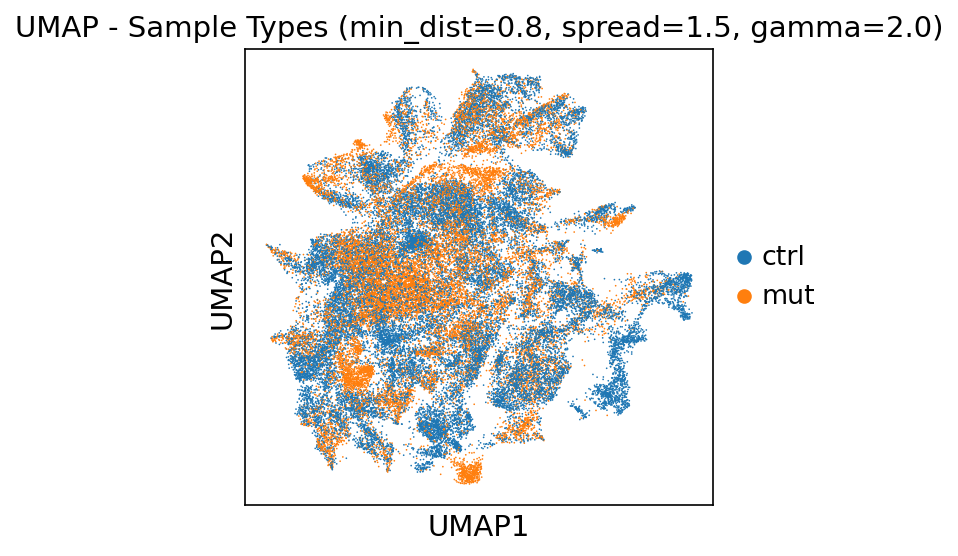 UMAP - Sample Types (min_dist=0.8, spread=1.5, gamma=2.0)
UMAP2
ctrl
mut
UMAP1